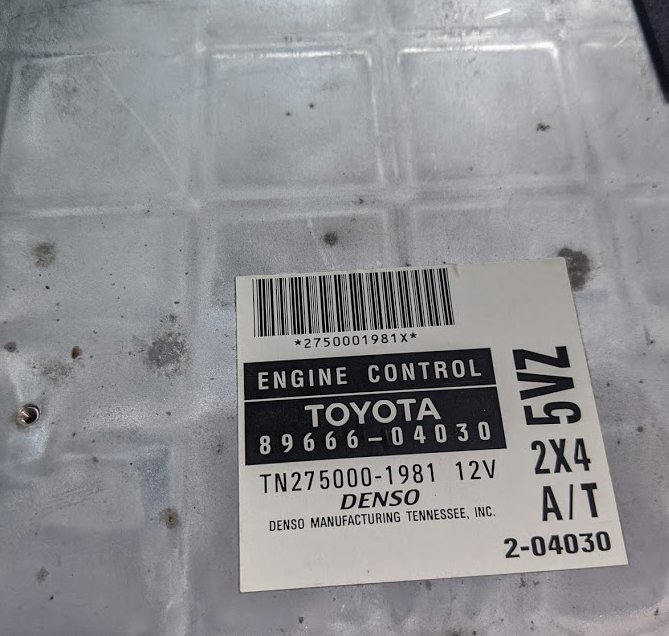 *2750001981X*
ENGINE CONTROL
TOYOTA
89666-04030
TN275000-1981 12V
DENSO
DENSO MANUFACTURING TENNESSEE, INC.
5VZ
2X4
A/T
2-04030